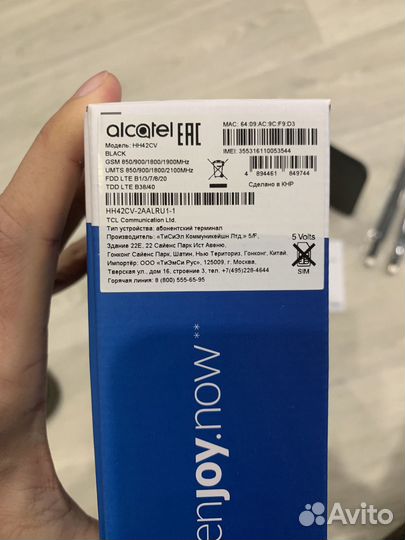 alcatel EAC
Модель: HH42CV
BLACK
GSM 850/900/1800/1900MHz
UMTS 850/900/1800/2100MHz
FDD LTE B1/3/7/8/20
TDD LTE B38/40
MAC: 64:09:AC:9C:F9:D3
IMEI: 355316110053544
4 894461 849744
Сделано в КНР
HH42CV-2AALRU1-1
TCL Communication Ltd.
Тип устройства: абонентский терминал
Производитель: «ТиСиЭл Коммуникейшн Лтд.» 5/F,
Здание 22E, 22 Сайенс Парк Ист Авеню,
Гонконг Сайенс Парк, Шатин, Нью Териториз, Гонконг, Китай.
Импортёр: ООО «ТиЭмСи Рус», 125009, г. Москва,
Тверская ул., дом 16, строение 3, тел. +7(495)228-4644
Горячая линия: 8 (800) 555-65-95
5 Volts
SIM
enjoy.now**
Avito